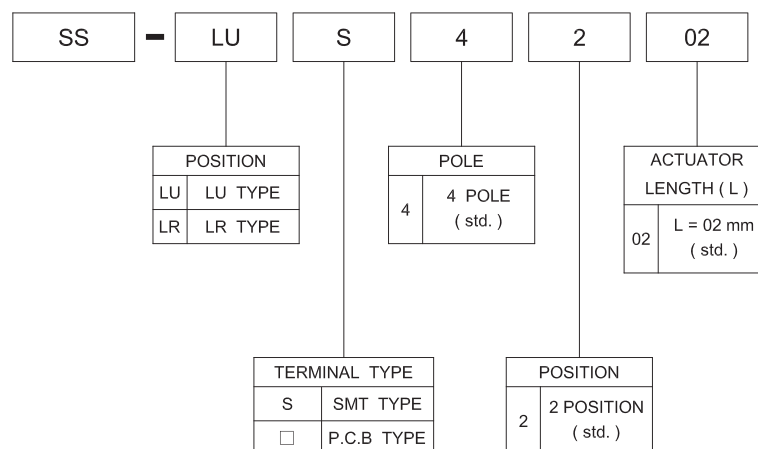 SS - LU S 4 2 02
POSITION
LU LU TYPE
LR LR TYPE
POLE
4 4 POLE
( std. )
ACTUATOR
LENGTH ( L )
02 L = 02 mm
( std. )
TERMINAL TYPE
S SMT TYPE
□ P.C.B TYPE
POSITION
2 2 POSITION
( std. )